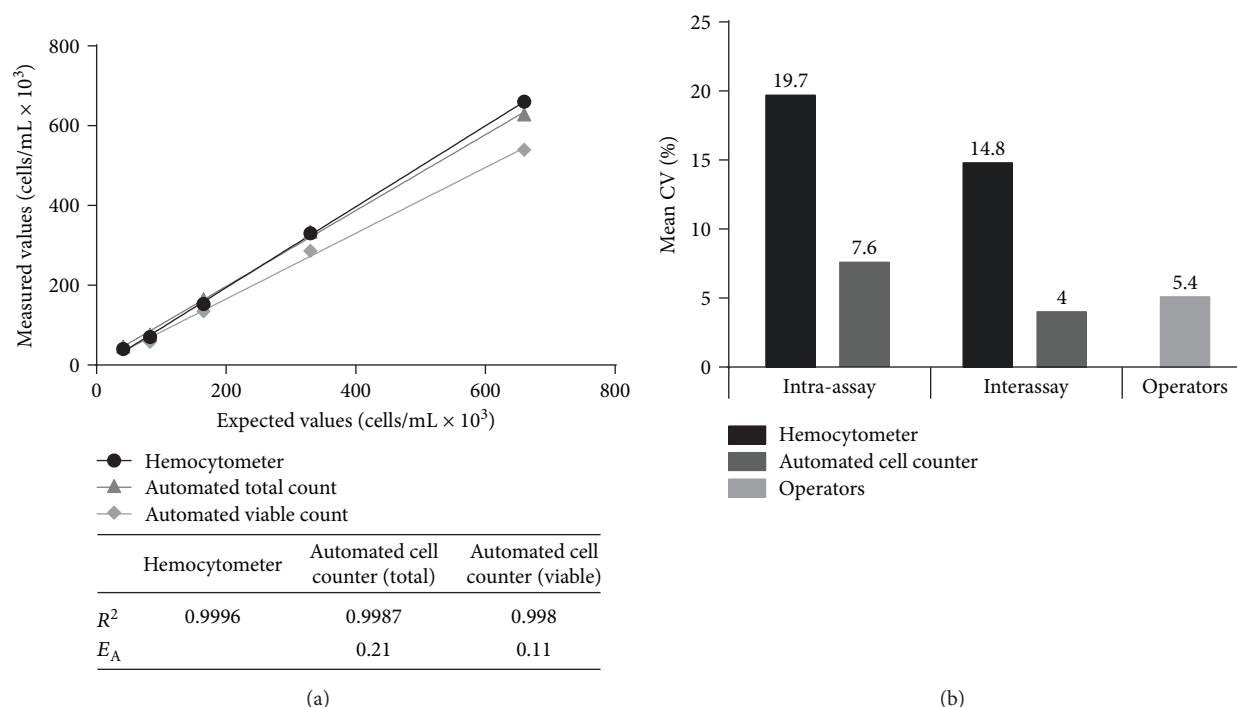 800
600
400
200
0
Measured values (cells/mL × 10³)
0
200
400
600
800
Expected values (cells/mL × 10³)
Hemocytometer
Automated total count
Automated viable count
Hemocytometer
Automated cell
counter (total)
Automated cell
counter (viable)
R² 0.9996 0.9987 0.998
E_A 0.21 0.11
(a)
25
20
15
10
5
0
Mean CV (%)
19.7
7.6
14.8
4
5.4
Intra-assay
Interassay
Operators
Hemocytometer
Automated cell counter
Operators
(b)